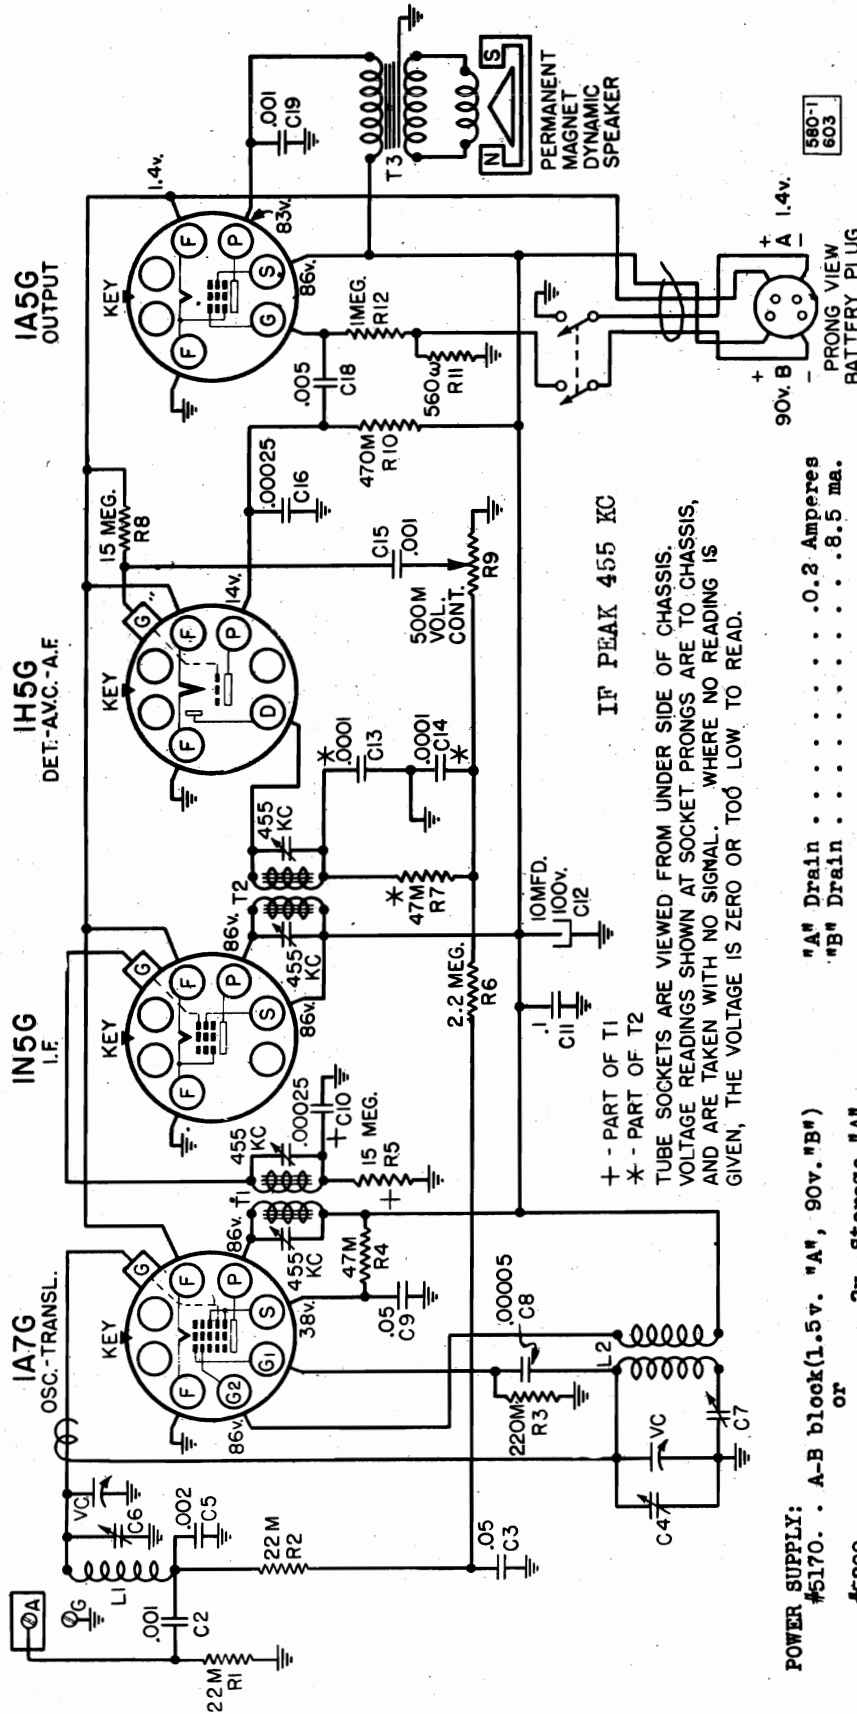 1A7G
OSC.-TRANSL.
KEY
1N5G
I.F.
KEY
1H5G
DET.-A.V.C.-A.F.
KEY
1A5G
OUTPUT
KEY
ØA
ØG
L1
VC
C6
.002
C5
.001
C2
22M
R1
22M
R2
.05
C3
G
F
F
P
S
G1
G2
86v.
86v.
38v.
T1
455
KC
455
KC
47M
R4
.05
C9
.00025
+C10
15 MEG.
R5
+
.00005
C8
220M
R3
L2
VC
C4
C7
G
F
F
P
S
86v.
86v.
T2
455
KC
455
KC
*
.0001
C13
.0001
C14
*
*
47M
R7
2.2 MEG.
R6
.1
C11
10MFD.
100v.
C12
G
F
F
P
D
14v.
15 MEG.
R8
.00025
C16
C15
.001
500M
VOL.
CONT.
R9
470M
R10
.005
C18
F
F
P
S
G
1.4v.
83v.
86v.
1MEG.
R12
560ω
R11
.001
C19
T3
N
S
PERMANENT
MAGNET
DYNAMIC
SPEAKER
+
90v. B
−
+
A 1.4v.
−
PRONG VIEW
BATTERY PLUG
580-1
603
IF PEAK 455 KC
+ - PART OF T1
* - PART OF T2
TUBE SOCKETS ARE VIEWED FROM UNDER SIDE OF CHASSIS.
VOLTAGE READINGS SHOWN AT SOCKET PRONGS ARE TO CHASSIS,
AND ARE TAKEN WITH NO SIGNAL. WHERE NO READING IS
GIVEN, THE VOLTAGE IS ZERO OR TOO LOW TO READ.
POWER SUPPLY:
#5170. . A-B block(1.5v. "A", 90v."B")
or
2v. Storage "A"
"A" Drain . . . . . . . . . . .0.2 Amperes
"B" Drain . . . . . . . . . . .8.5 ma.